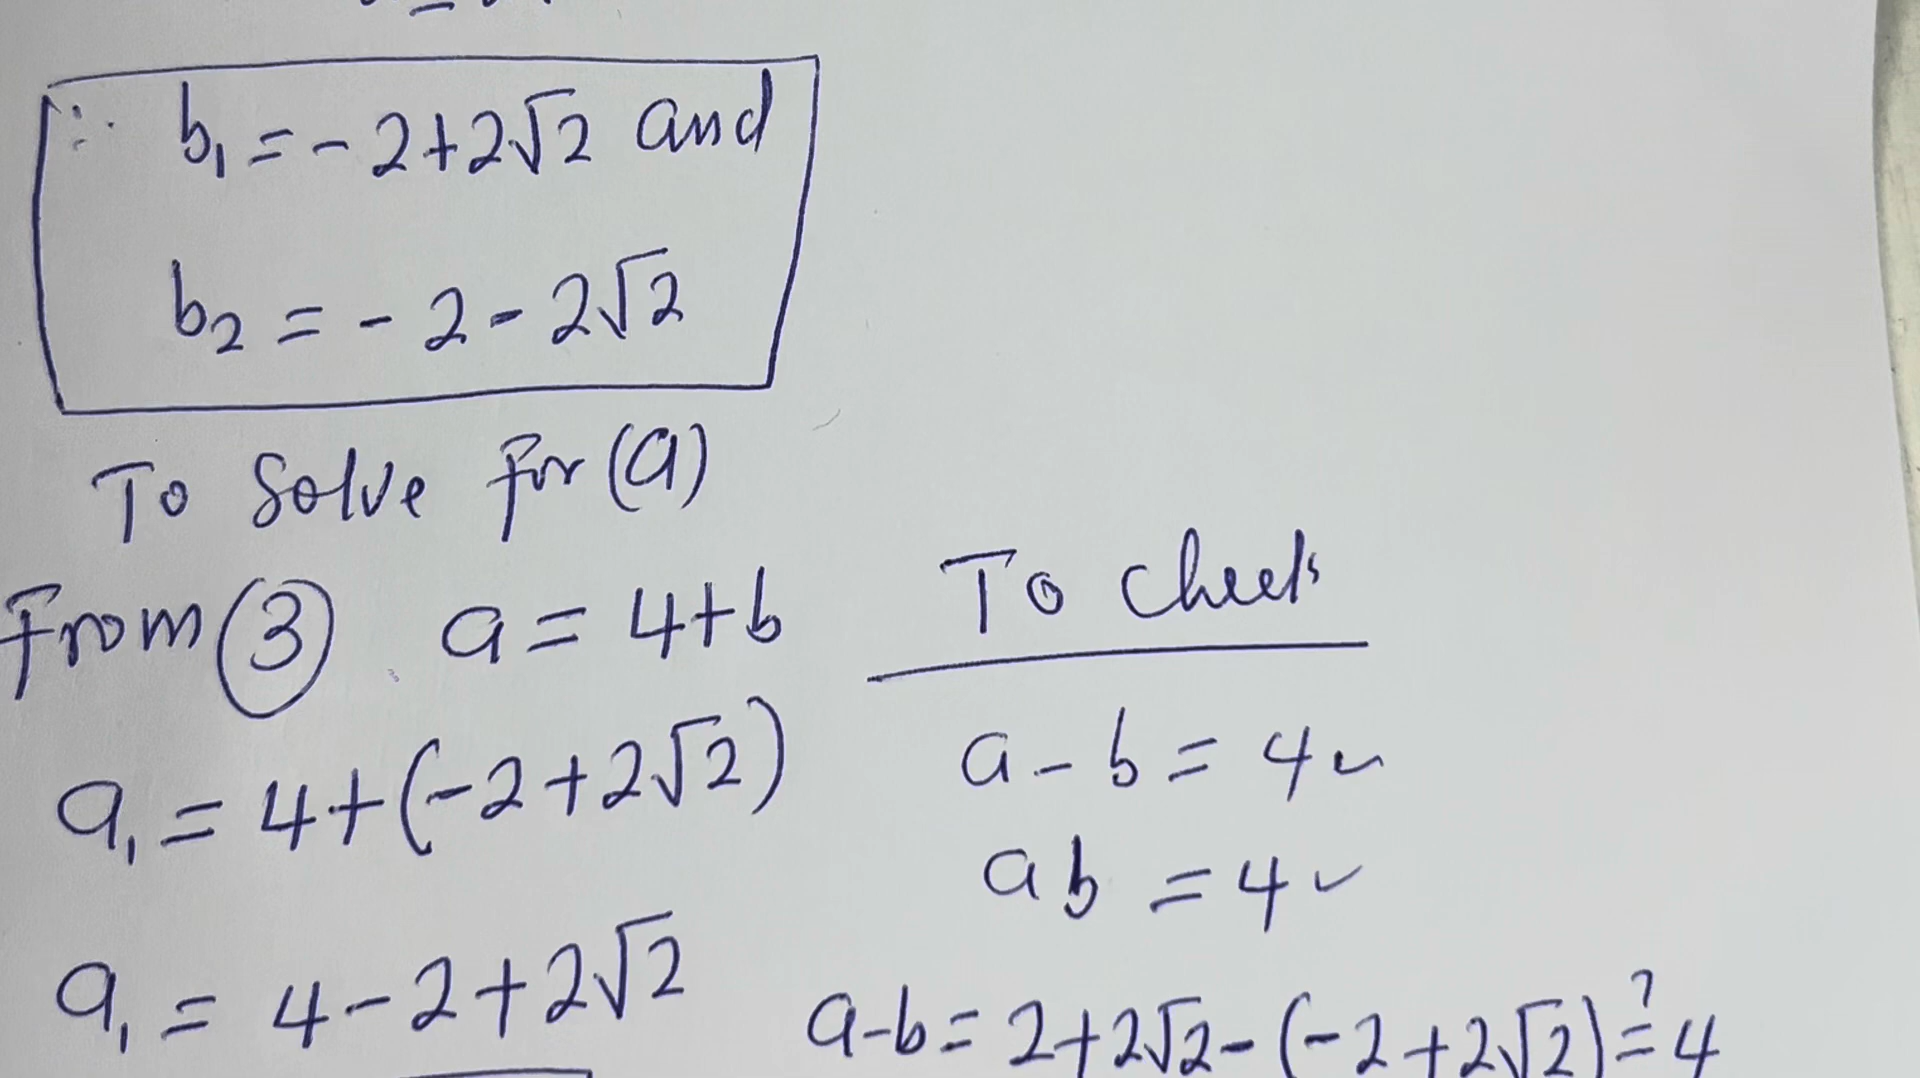 ∴ b₁ = -2+2√2 and
b₂ = -2-2√2
To Solve for (a)
From ③ a = 4+b
a₁ = 4+(-2+2√2)
a₁ = 4-2+2√2
To check
a-b = 4✓
ab = 4✓
a-b = 2+2√2-(-2+2√2) ≟ 4